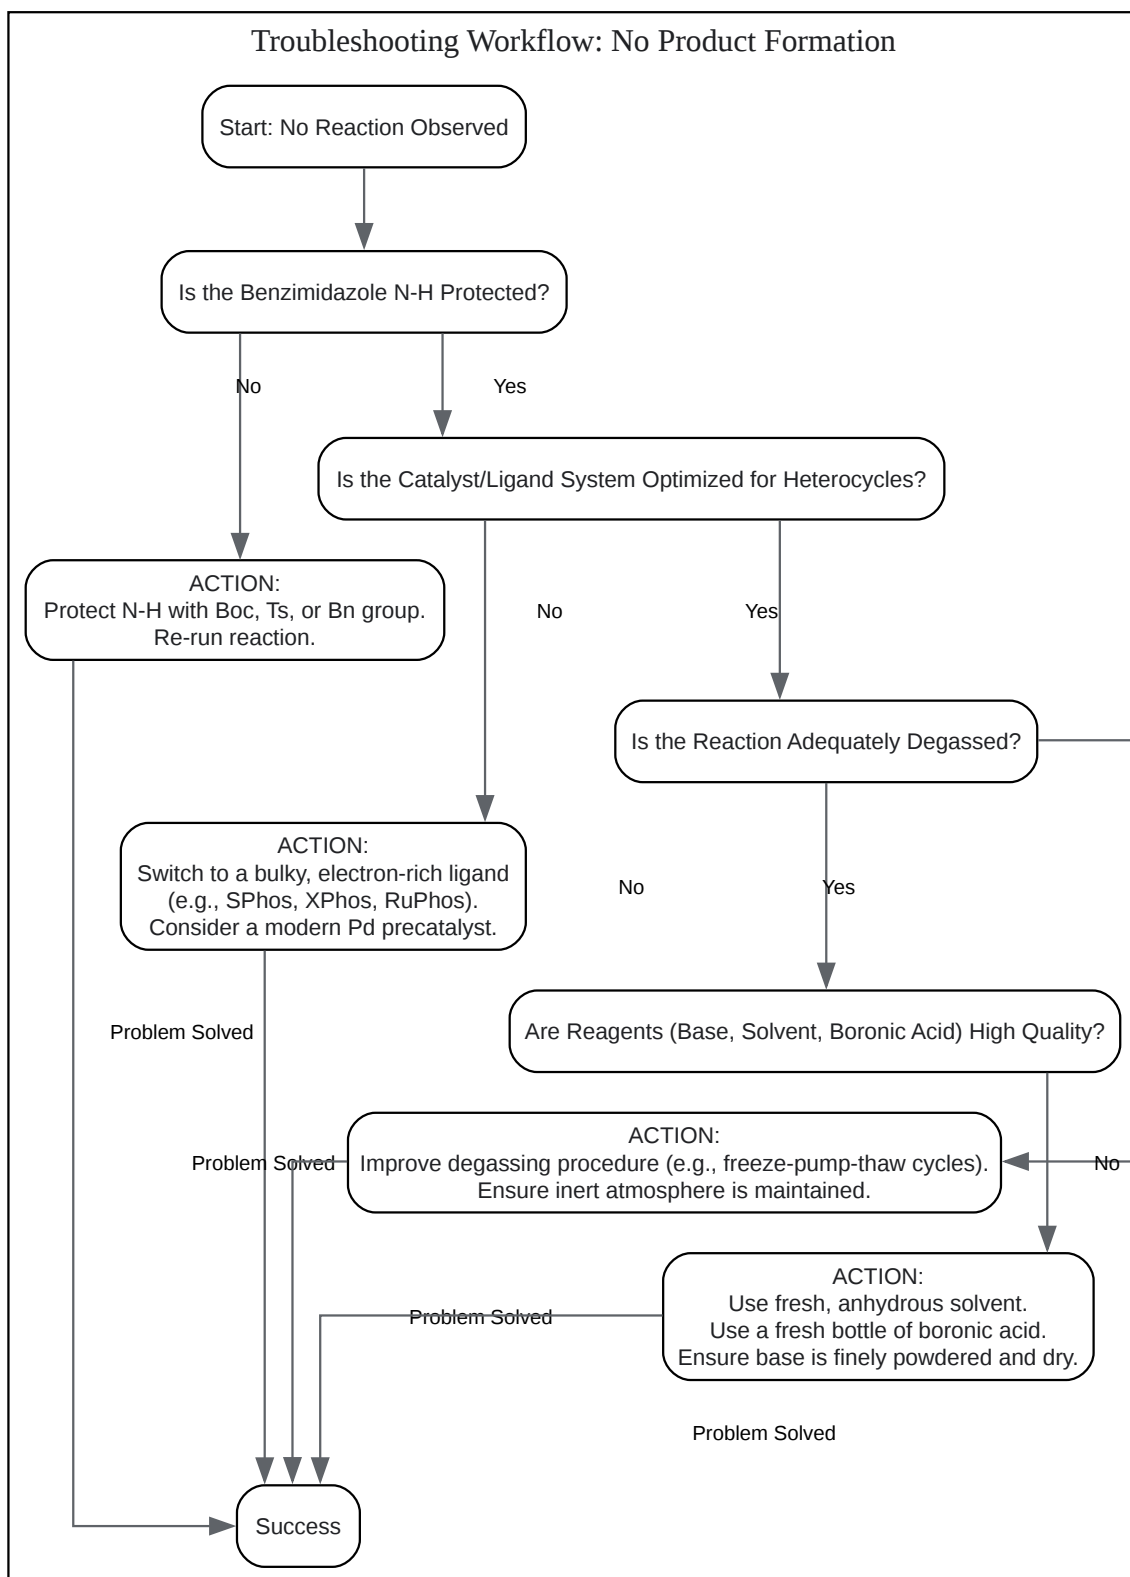 Troubleshooting Workflow: No Product Formation
Start: No Reaction Observed
Is the Benzimidazole N-H Protected?
No
Yes
Is the Catalyst/Ligand System Optimized for Heterocycles?
ACTION:
Protect N-H with Boc, Ts, or Bn group.
Re-run reaction.
No
Yes
Is the Reaction Adequately Degassed?
ACTION:
Switch to a bulky, electron-rich ligand
(e.g., SPhos, XPhos, RuPhos).
Consider a modern Pd precatalyst.
No
Yes
Are Reagents (Base, Solvent, Boronic Acid) High Quality?
Problem Solved
ACTION:
Improve degassing procedure (e.g., freeze-pump-thaw cycles).
Ensure inert atmosphere is maintained.
Problem Solved
No
ACTION:
Use fresh, anhydrous solvent.
Use a fresh bottle of boronic acid.
Ensure base is finely powdered and dry.
Problem Solved
Problem Solved
Success